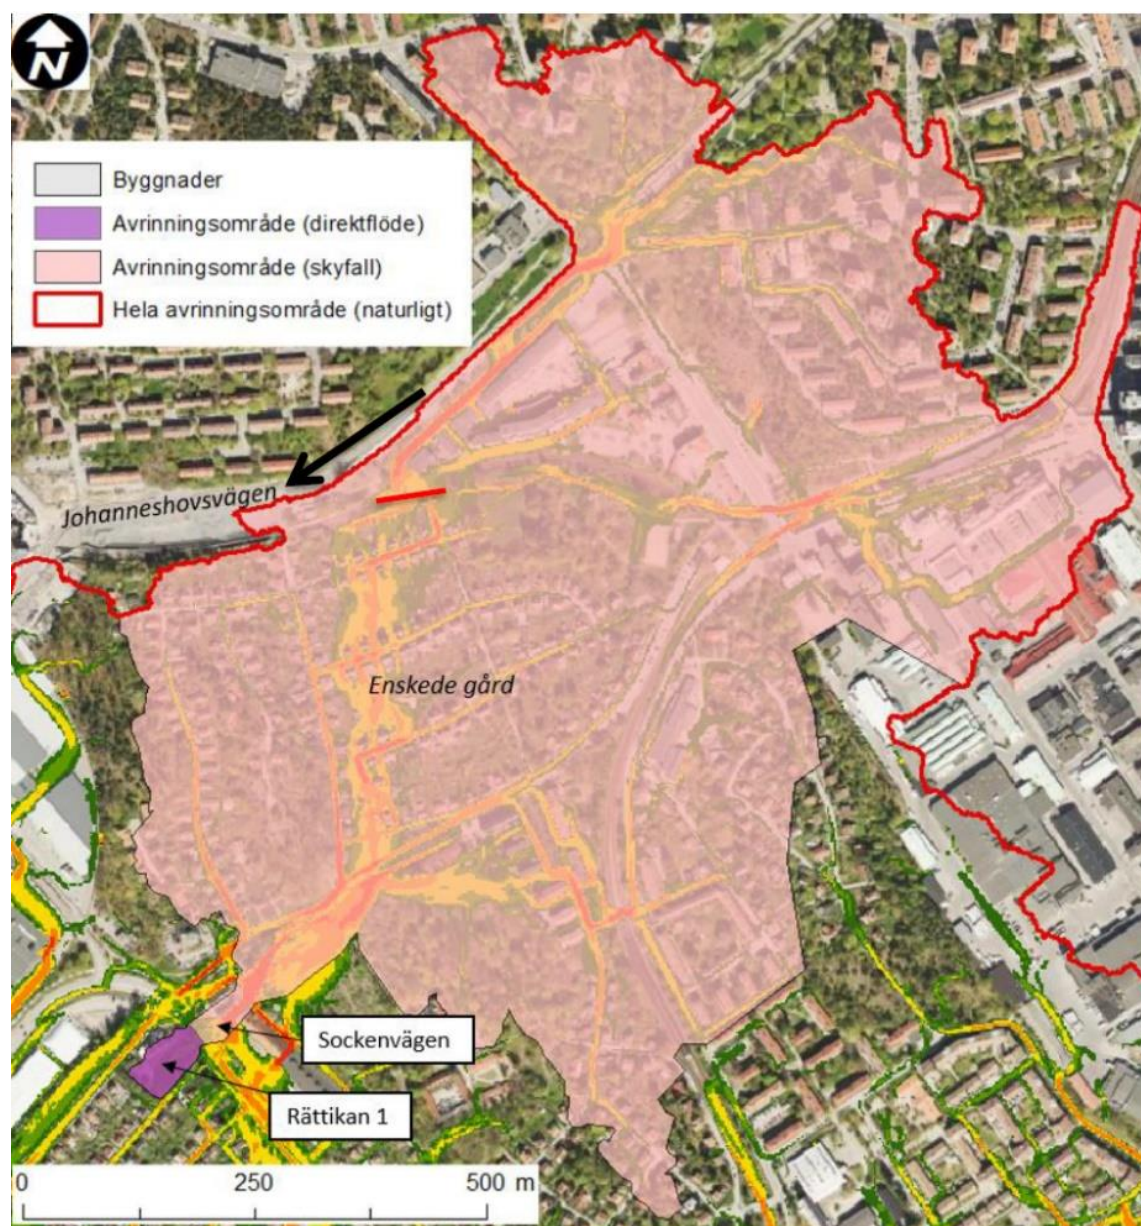 N
Byggnader
Avrinningsområde (direktflöde)
Avrinningsområde (skyfall)
Hela avrinningsområde (naturligt)
Johanneshovsvägen
Enskede gård
Sockenvägen
Rättikan 1
0 250 500 m